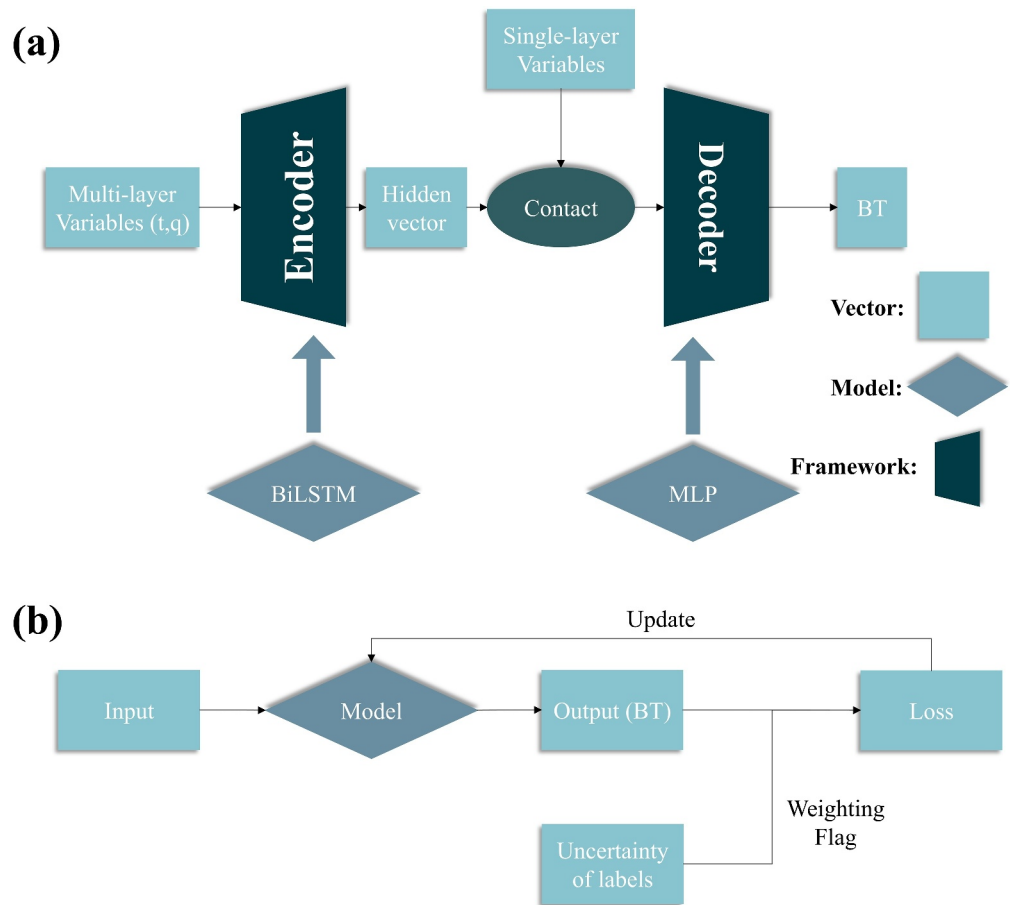 (a)
Single-layer
Variables
Multi-layer
Variables (t,q)
Encoder
Hidden
vector
Contact
Decoder
BT
Vector:
Model:
Framework:
BiLSTM
MLP
(b)
Update
Input
Model
Output (BT)
Loss
Weighting
Flag
Uncertainty
of labels